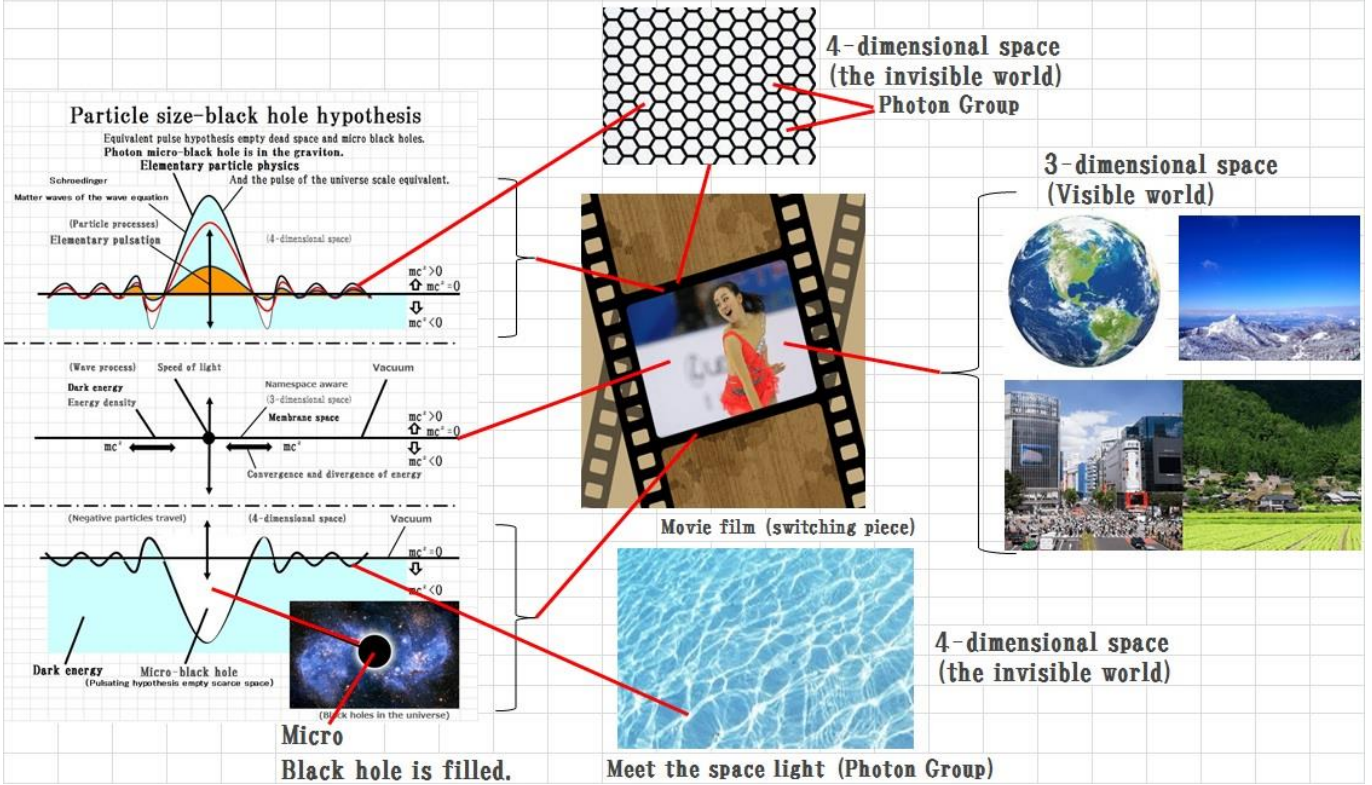 4-dimensional space
(the invisible world)
Photon Group
3-dimensional space
(Visible world)
Particle size-black hole hypothesis
Equivalent pulse hypothesis empty dead space and micro black holes.
Photon micro-black hole is in the graviton.
Elementary particle physics
Schroedinger
And the pulse of the universe scale equivalent.
Matter waves of the wave equation
(Particle processes)
Elementary pulsation
(4-dimensional space)
mc²>0
mc²=0
mc²<0
(Wave process)
Speed of light
Vacuum
Dark energy
Energy density
Namespace aware
(3-dimensional space)
Membrane space
mc²>0
mc²=0
mc²<0
mc²
mc²
Convergence and divergence of energy
(Negative particles travel)
(4-dimensional space)
Vacuum
mc²=0
mc²<0
Dark energy
Micro-black hole
(Pulsating hypothesis empty scarce space)
(Black holes in the universe)
Micro
Black hole is filled.
Movie film (switching piece)
4-dimensional space
(the invisible world)
Meet the space light (Photon Group)